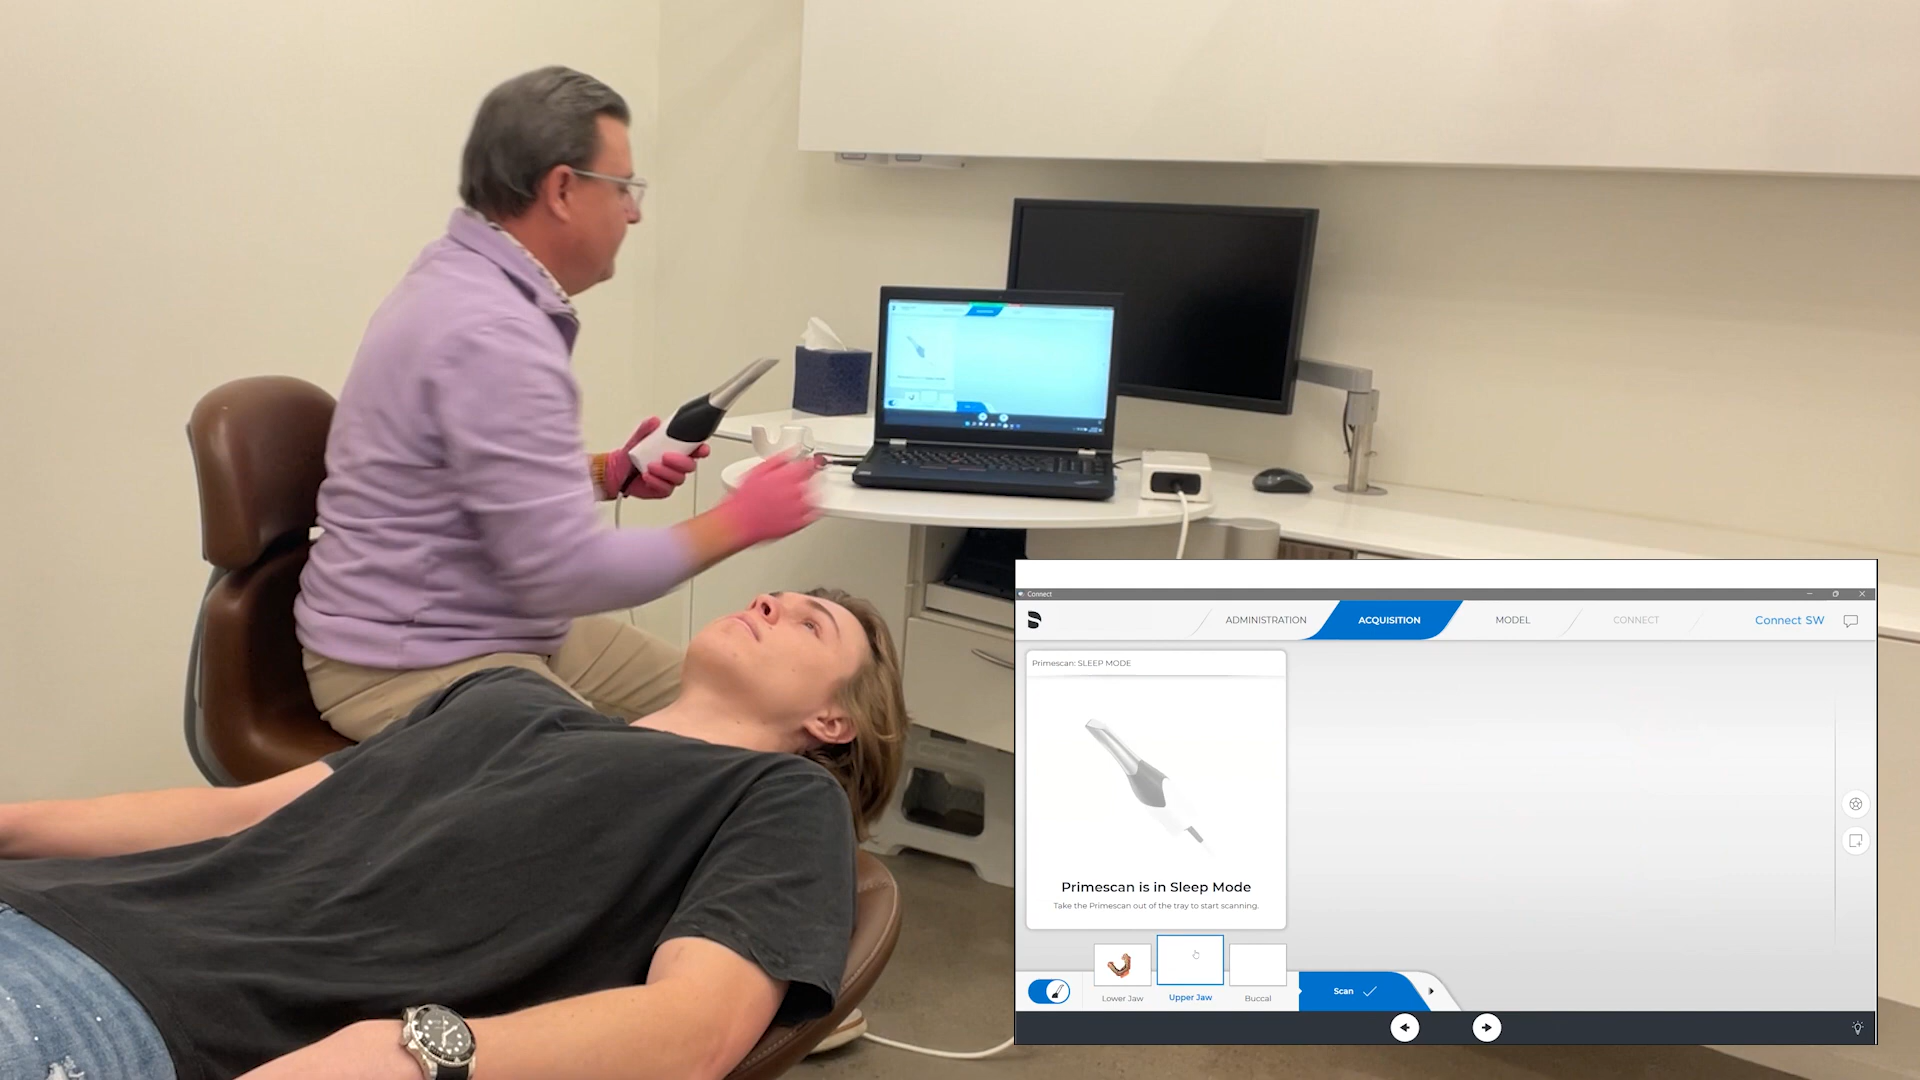 Connect
ADMINISTRATION
ACQUISITION
MODEL
CONNECT
Connect SW
Primescan: SLEEP MODE
Primescan is in Sleep Mode
Take the Primescan out of the tray to start scanning.
Lower Jaw
Upper Jaw
Buccal
Scan